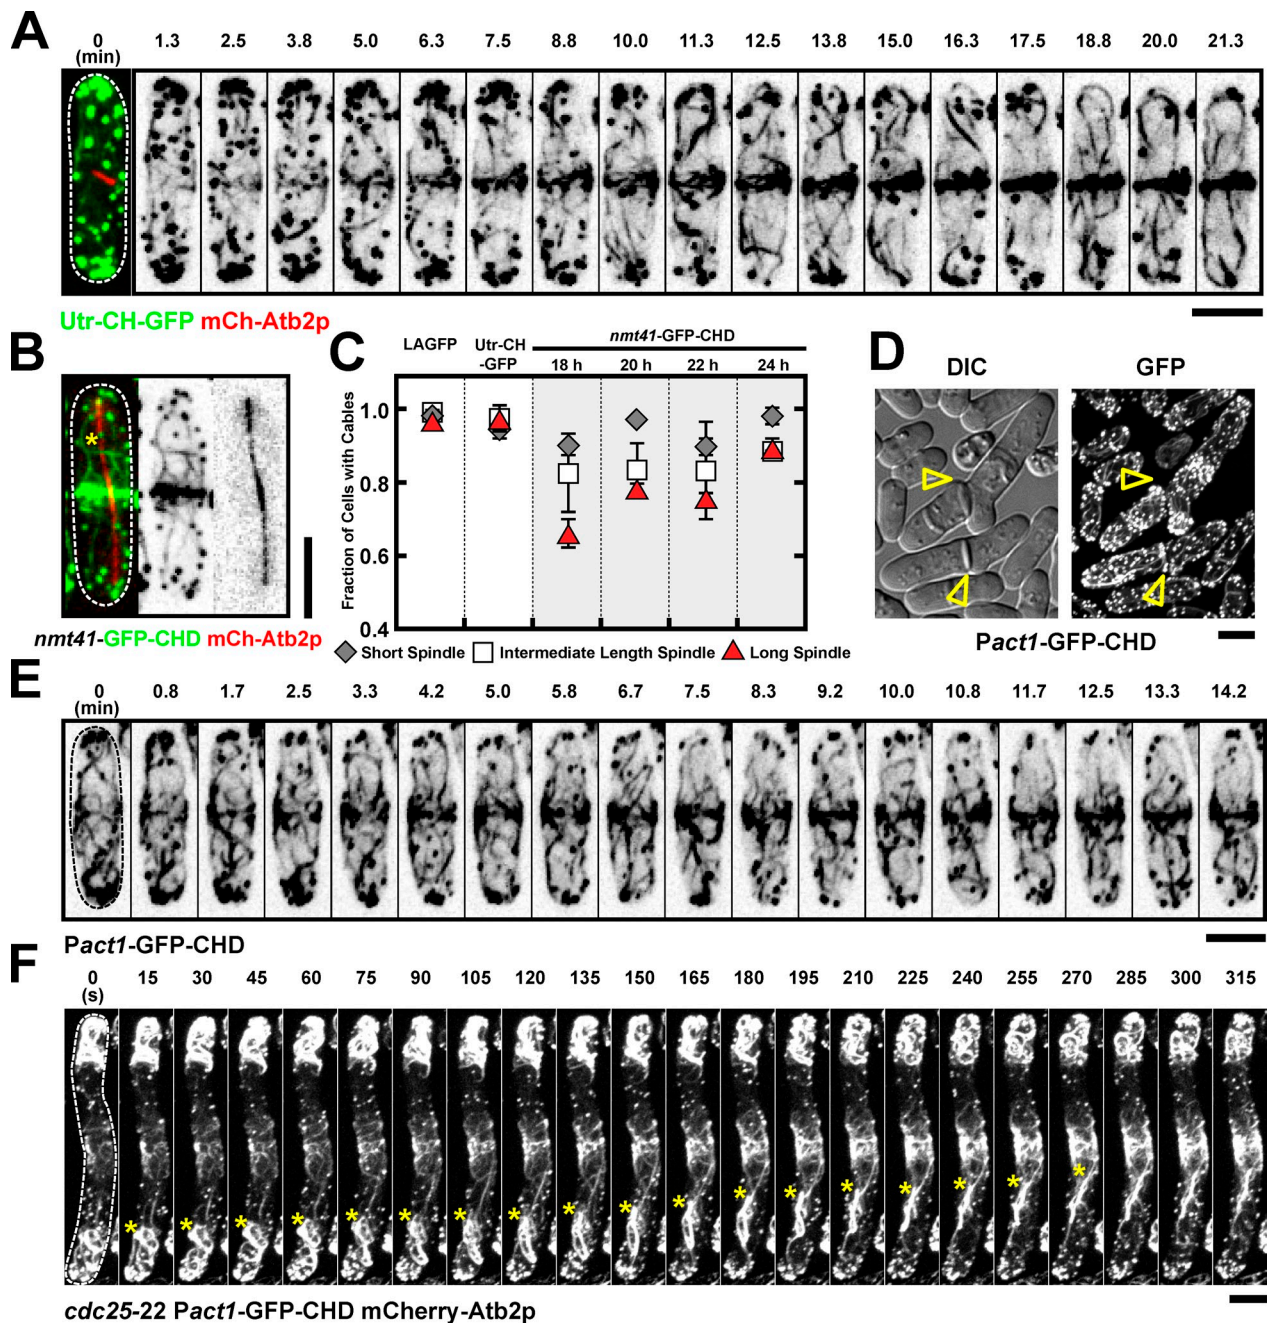 A
0 1.3 2.5 3.8 5.0 6.3 7.5 8.8 10.0 11.3 12.5 13.8 15.0 16.3 17.5 18.8 20.0 21.3
(min)
Utr-CH-GFP mCh-Atb2p
B
nmt41-GFP-CHD mCh-Atb2p
C
LAGFP Utr-CH nmt41-GFP-CHD
-GFP 18 h 20 h 22 h 24 h
Fraction of Cells with Cables
1.0
0.8
0.6
0.4
Short Spindle Intermediate Length Spindle Long Spindle
D
DIC GFP
Pact1-GFP-CHD
E
0 0.8 1.7 2.5 3.3 4.2 5.0 5.8 6.7 7.5 8.3 9.2 10.0 10.8 11.7 12.5 13.3 14.2
(min)
Pact1-GFP-CHD
F
0 15 30 45 60 75 90 105 120 135 150 165 180 195 210 225 240 255 270 285 300 315
(s)
* * * * * * * * * * * * * * * * * *
cdc25-22 Pact1-GFP-CHD mCherry-Atb2p